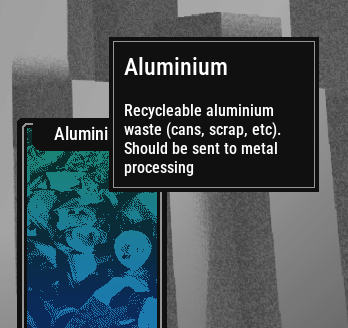 Aluminium
Recycleable aluminium
waste (cans, scrap, etc).
Should be sent to metal
processing
Alumini